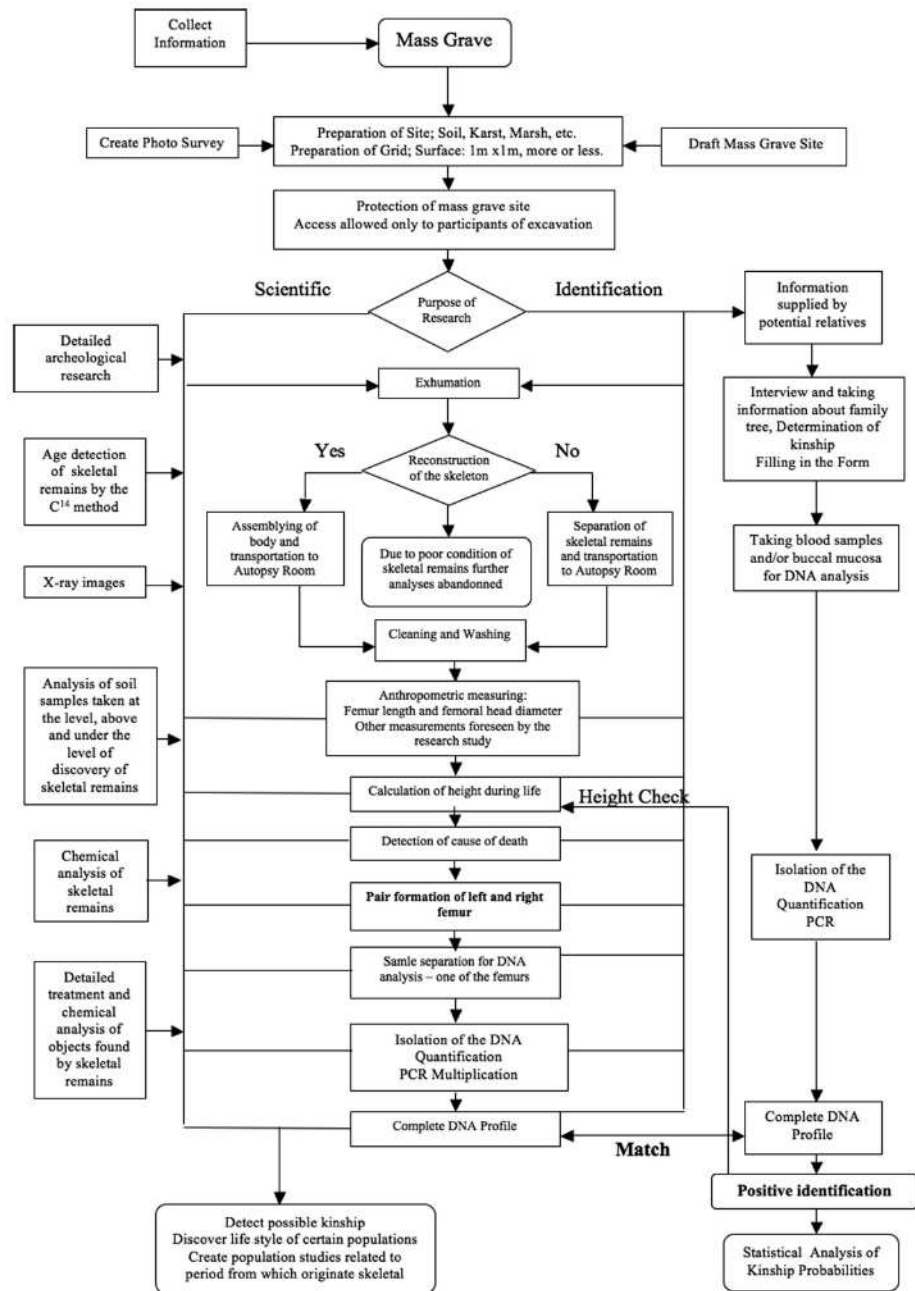 Collect
Information
Mass Grave
Create Photo Survey
Preparation of Site; Soil, Karst, Marsh, etc.
Preparation of Grid; Surface: 1m x1m, more or less.
Draft Mass Grave Site
Protection of mass grave site
Access allowed only to participants of excavation
Scientific
Purpose of
Research
Identification
Information
supplied by
potential relatives
Detailed
archeological
research
Exhumation
Interview and taking
information about family
tree, Determination of
kinship
Filling in the Form
Yes
Reconstruction
of the skeleton
No
Age detection
of skeletal
remains by the
C¹⁴ method
Assemblying of
body and
transportation to
Autopsy Room
Due to poor condition of
skeletal remains further
analyses abandonned
Separation of
skeletal remains
and transportation
to Autopsy Room
Taking blood samples
and/or buccal mucosa
for DNA analysis
X-ray images
Cleaning and Washing
Analysis of soil
samples taken at
the level, above
and under the
level of
discovery of
skeletal remains
Anthropometric measuring:
Femur length and femoral head diameter
Other measurements foreseen by the
research study
Calculation of height during life
Height Check
Detection of cause of death
Chemical
analysis of
skeletal
remains
Pair formation of left and right
femur
Isolation of the
DNA
Quantification
PCR
Samle separation for DNA
analysis – one of the femurs
Detailed
treatment and
chemical
analysis of
objects found
by skeletal
remains
Isolation of the DNA
Quantification
PCR Multiplication
Complete DNA Profile
Match
Complete DNA
Profile
Positive identification
Detect possible kinship
Discover life style of certain populations
Create population studies related to
period from which originate skeletal
Statistical Analysis of
Kinship Probabilities